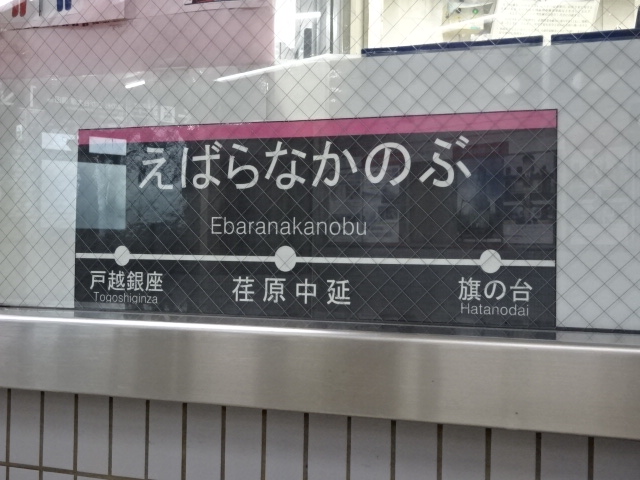 えばらなかのぶ
Ebaranakanobu
戸越銀座 荏原中延 旗の台
Togoshiginza Hatanodai